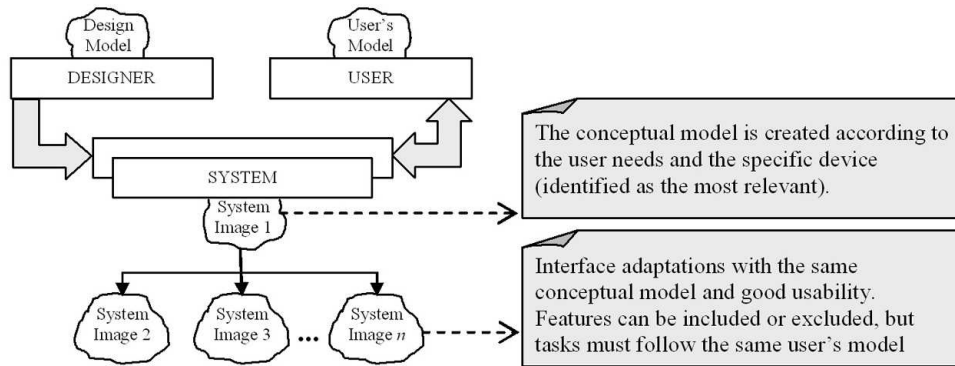 Design
Model
DESIGNER
User's
Model
USER
SYSTEM
System
Image 1
The conceptual model is created according to
the user needs and the specific device
(identified as the most relevant).
System
Image 2
System
Image 3
...
System
Image n
Interface adaptations with the same
conceptual model and good usability.
Features can be included or excluded, but
tasks must follow the same user's model